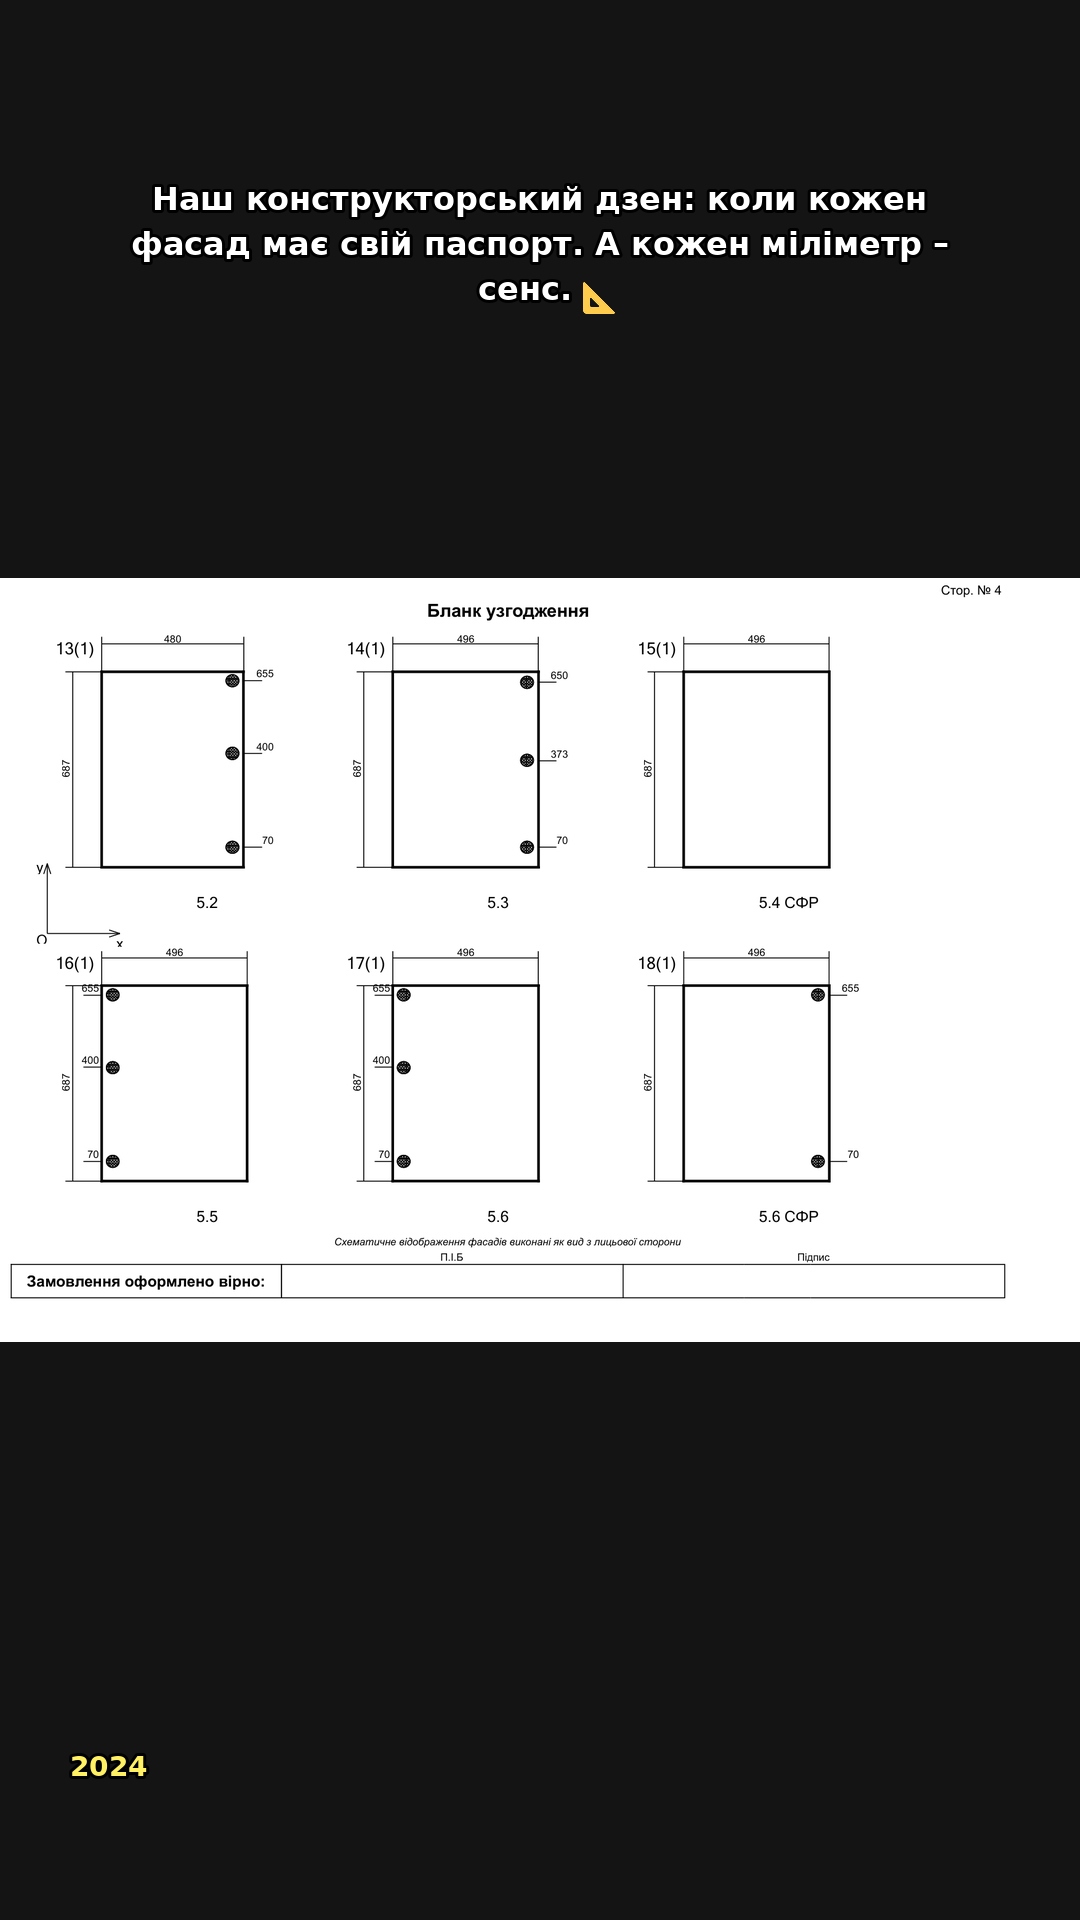 Наш конструкторський дзен: коли кожен
фасад має свій паспорт. А кожен міліметр –
сенс. 📐
Стор. № 4
Бланк узгодження
13(1) 480 14(1) 496 15(1) 496
655 650
400 373
687 687 687
70 70
y
5.2 5.3 5.4 СФР
O x
16(1) 496 17(1) 496 18(1) 496
655 655 655
400 400
687 687 687
70 70 70
5.5 5.6 5.6 СФР
Схематичне відображення фасадів виконані як вид з лицьової сторони
П.І.Б Підпис
Замовлення оформлено вірно:
2024